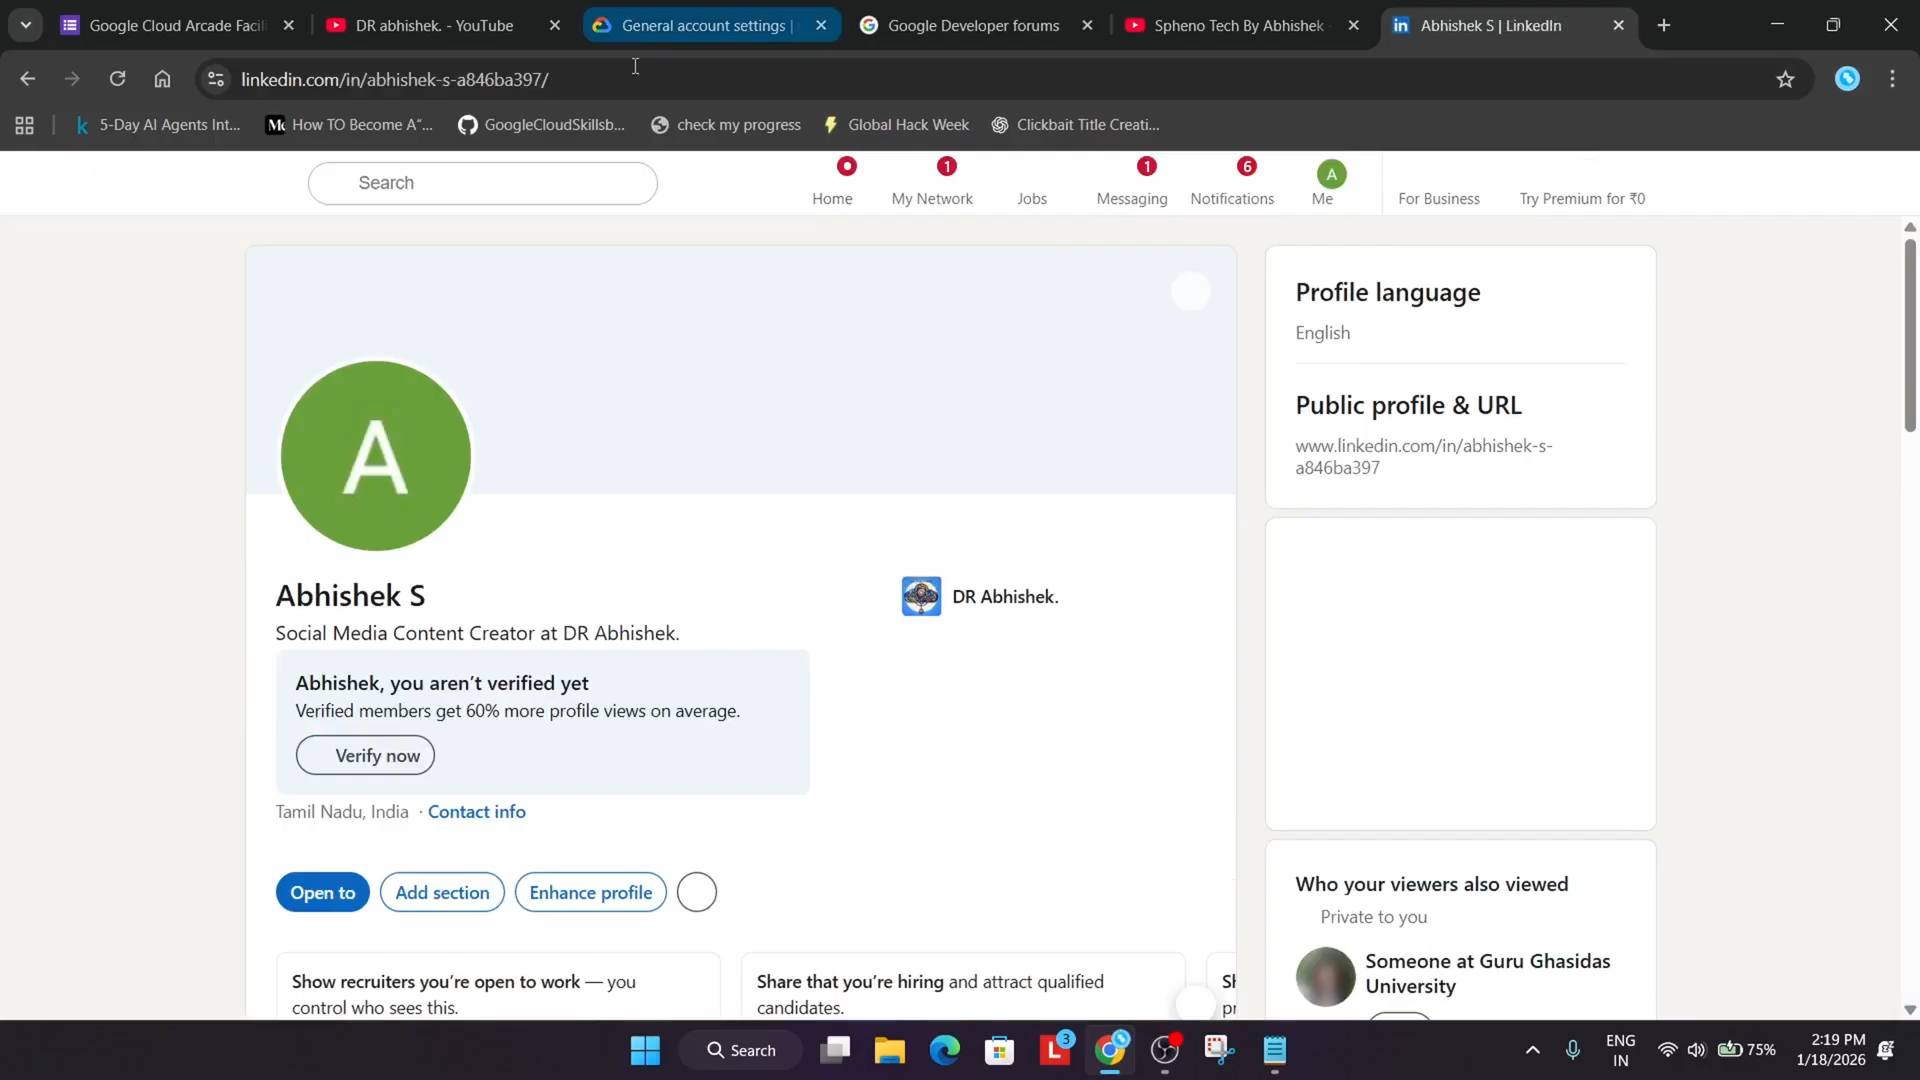 Google Cloud Arcade Facili
DR abhishek. - YouTube
General account settings |
Google Developer forums
Spheno Tech By Abhishek
Abhishek S | LinkedIn
linkedin.com/in/abhishek-s-a846ba397/
5-Day AI Agents Int...
How TO Become A"...
GoogleCloudSkillsb...
check my progress
Global Hack Week
Clickbait Title Creati...
Search
Home
1
My Network
Jobs
1
Messaging
6
Notifications
A
Me
For Business
Try Premium for ₹0
A
Abhishek S
Social Media Content Creator at DR Abhishek.
DR Abhishek.
Abhishek, you aren't verified yet
Verified members get 60% more profile views on average.
Verify now
Tamil Nadu, India · Contact info
Open to
Add section
Enhance profile
Show recruiters you're open to work — you
control who sees this.
Share that you're hiring and attract qualified
candidates.
Profile language
English
Public profile & URL
www.linkedin.com/in/abhishek-s-
a846ba397
Who your viewers also viewed
Private to you
Someone at Guru Ghasidas
University
Search
3
ENG
IN
75%
2:19 PM
1/18/2026